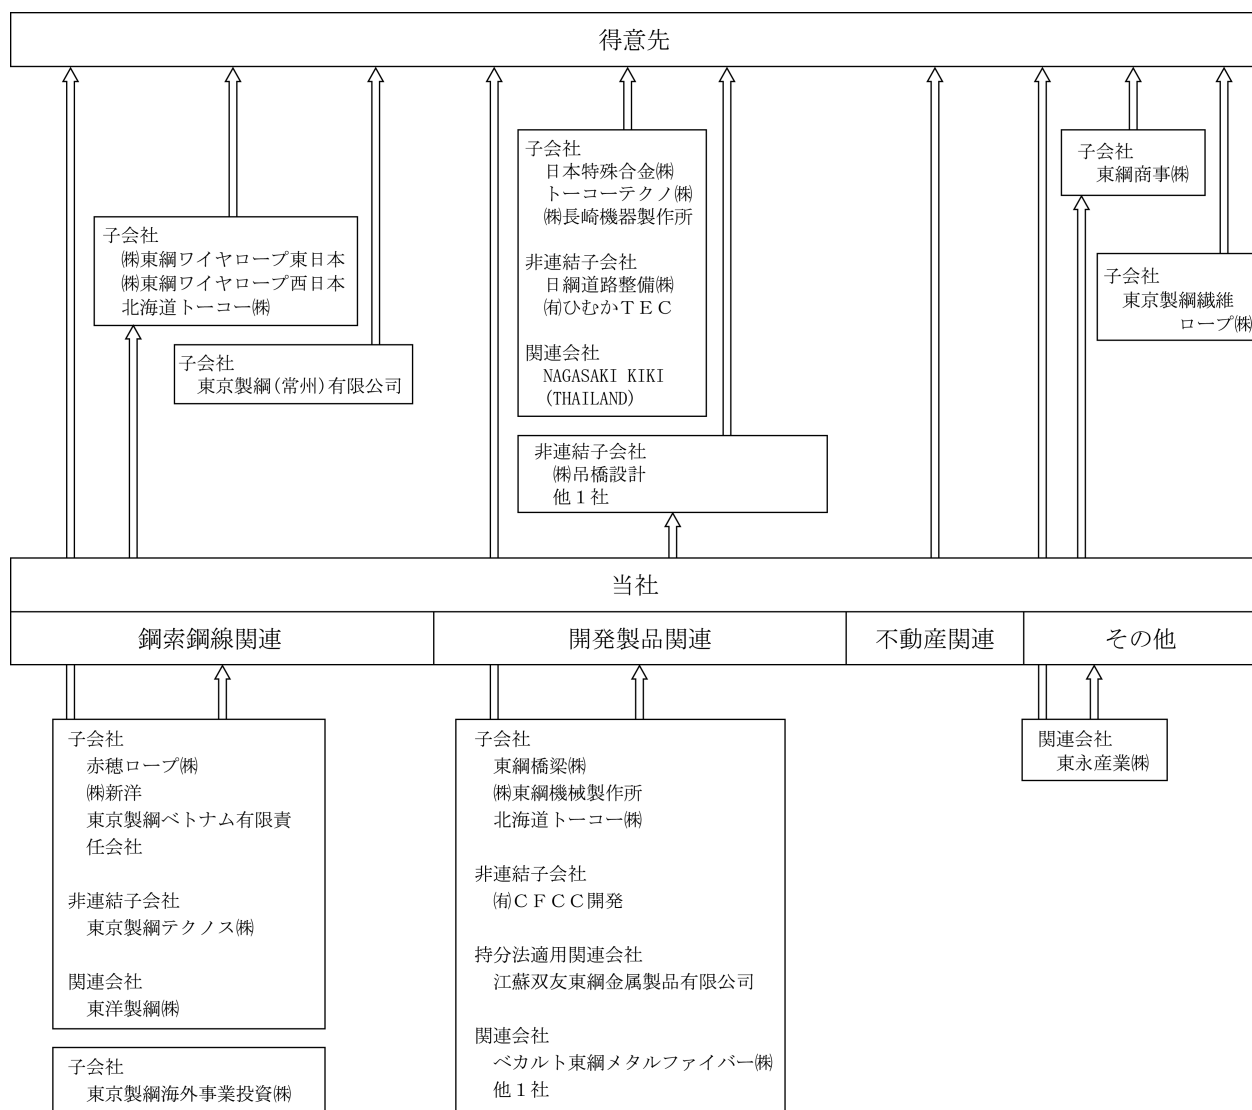 得意先
子会社
㈱東綱ワイヤロープ東日本
㈱東綱ワイヤロープ西日本
北海道トーコー㈱
子会社
東京製綱(常州)有限公司
子会社
日本特殊合金㈱
トーコーテクノ㈱
㈱長崎機器製作所
非連結子会社
日綱道路整備㈱
㈲ひむかＴＥＣ
関連会社
NAGASAKI KIKI
(THAILAND)
非連結子会社
㈱吊橋設計
他１社
子会社
東綱商事㈱
子会社
東京製綱繊維
ロープ㈱
当社
鋼索鋼線関連
開発製品関連
不動産関連
その他
子会社
赤穂ロープ㈱
㈱新洋
東京製綱ベトナム有限責
任会社
非連結子会社
東京製綱テクノス㈱
関連会社
東洋製綱㈱
子会社
東京製綱海外事業投資㈱
子会社
東綱橋梁㈱
㈱東綱機械製作所
北海道トーコー㈱
非連結子会社
㈲ＣＦＣＣ開発
持分法適用関連会社
江蘇双友東綱金属製品有限公司
関連会社
ベカルト東綱メタルファイバー㈱
他１社
関連会社
東永産業㈱